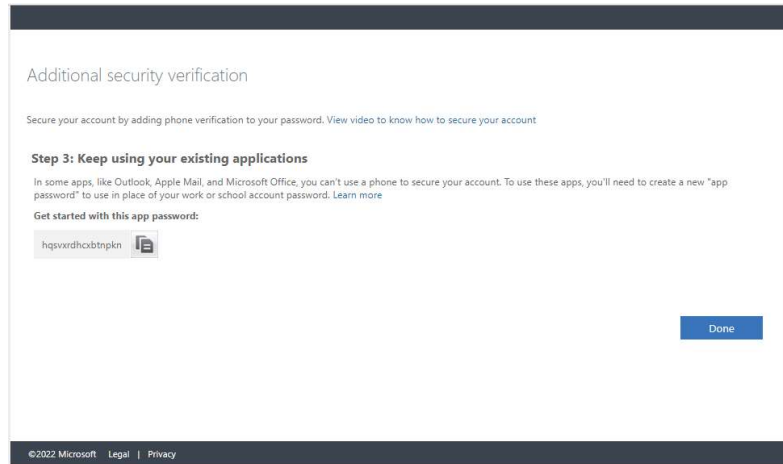 Additional security verification
Secure your account by adding phone verification to your password. View video to know how to secure your account
Step 3: Keep using your existing applications
In some apps, like Outlook, Apple Mail, and Microsoft Office, you can't use a phone to secure your account. To use these apps, you'll need to create a new "app
password" to use in place of your work or school account password. Learn more
Get started with this app password:
hqsvxrdhcxbtnpkn
Done
©2022 Microsoft Legal | Privacy